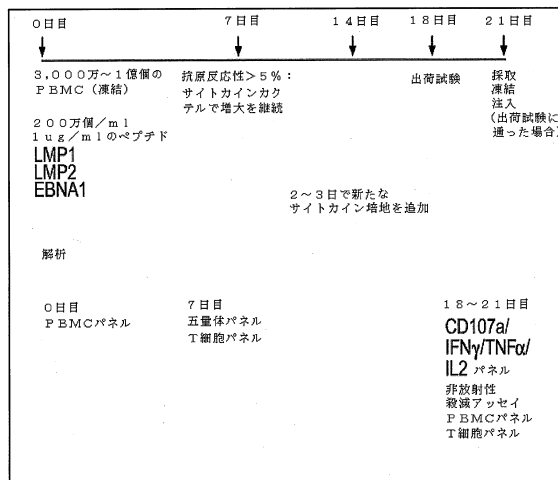 0日目
7日目
14日目
18日目
21日目
3,000万～1億個の
PBMC（凍結）
200万個／ml
1ug／mlのペプチド
LMP1
LMP2
EBNA1
抗原反応性＞5％：
サイトカインカク
テルで増大を継続
2～3日で新たな
サイトカイン培地を追加
出荷試験
採取
凍結
注入
(出荷試験に
通った場合)
解析
0日目
PBMCパネル
7日目
五量体パネル
T細胞パネル
18～21日目
CD107a/
IFNγ/TNFα/
IL2 パネル
非放射性
殺滅アッセイ
PBMCパネル
T細胞パネル